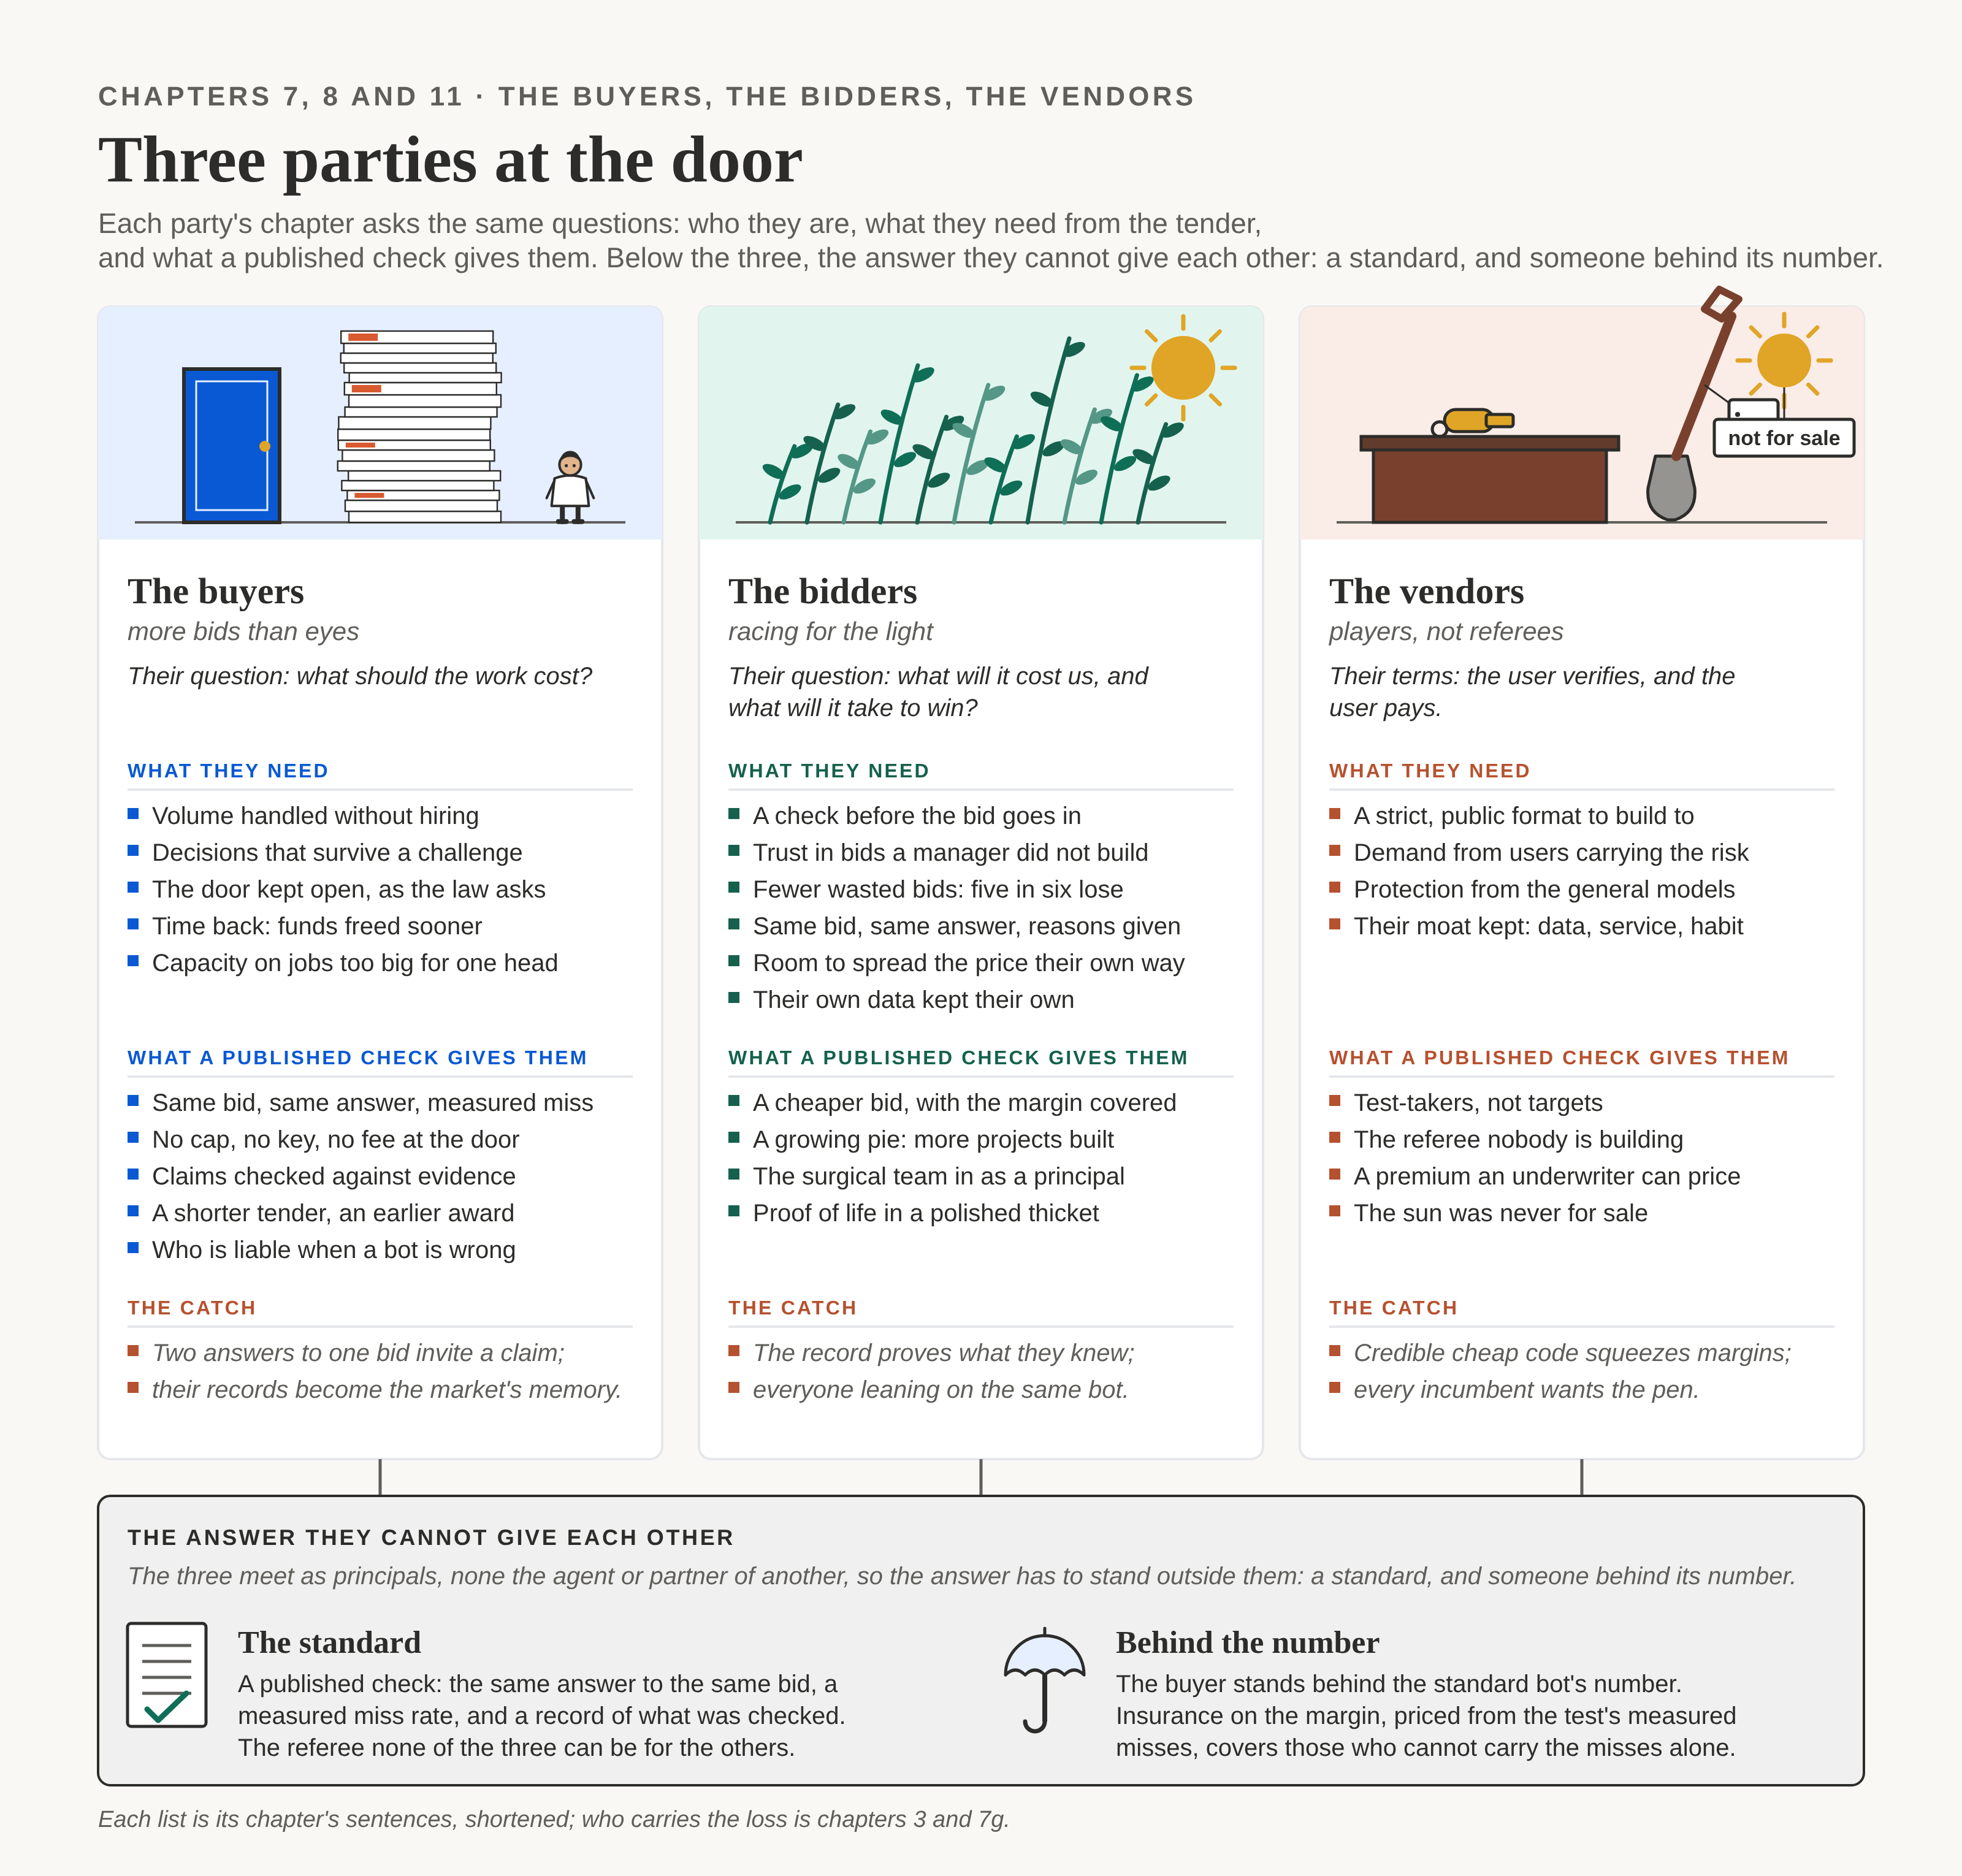 CHAPTERS 7, 8 AND 11 · THE BUYERS, THE BIDDERS, THE VENDORS
Three parties at the door
Each party's chapter asks the same questions: who they are, what they need from the tender,
and what a published check gives them. Below the three, the answer they cannot give each other: a standard, and someone behind its number.
The buyers
more bids than eyes
Their question: what should the work cost?
WHAT THEY NEED
Volume handled without hiring
Decisions that survive a challenge
The door kept open, as the law asks
Time back: funds freed sooner
Capacity on jobs too big for one head
WHAT A PUBLISHED CHECK GIVES THEM
Same bid, same answer, measured miss
No cap, no key, no fee at the door
Claims checked against evidence
A shorter tender, an earlier award
Who is liable when a bot is wrong
THE CATCH
Two answers to one bid invite a claim;
their records become the market's memory.
The bidders
racing for the light
Their question: what will it cost us, and
what will it take to win?
WHAT THEY NEED
A check before the bid goes in
Trust in bids a manager did not build
Fewer wasted bids: five in six lose
Same bid, same answer, reasons given
Room to spread the price their own way
Their own data kept their own
WHAT A PUBLISHED CHECK GIVES THEM
A cheaper bid, with the margin covered
A growing pie: more projects built
The surgical team in as a principal
Proof of life in a polished thicket
THE CATCH
The record proves what they knew;
everyone leaning on the same bot.
not for sale
The vendors
players, not referees
Their terms: the user verifies, and the
user pays.
WHAT THEY NEED
A strict, public format to build to
Demand from users carrying the risk
Protection from the general models
Their moat kept: data, service, habit
WHAT A PUBLISHED CHECK GIVES THEM
Test-takers, not targets
The referee nobody is building
A premium an underwriter can price
The sun was never for sale
THE CATCH
Credible cheap code squeezes margins;
every incumbent wants the pen.
THE ANSWER THEY CANNOT GIVE EACH OTHER
The three meet as principals, none the agent or partner of another, so the answer has to stand outside them: a standard, and someone behind its number.
The standard
A published check: the same answer to the same bid, a
measured miss rate, and a record of what was checked.
The referee none of the three can be for the others.
Behind the number
The buyer stands behind the standard bot's number.
Insurance on the margin, priced from the test's measured
misses, covers those who cannot carry the misses alone.
Each list is its chapter's sentences, shortened; who carries the loss is chapters 3 and 7g.